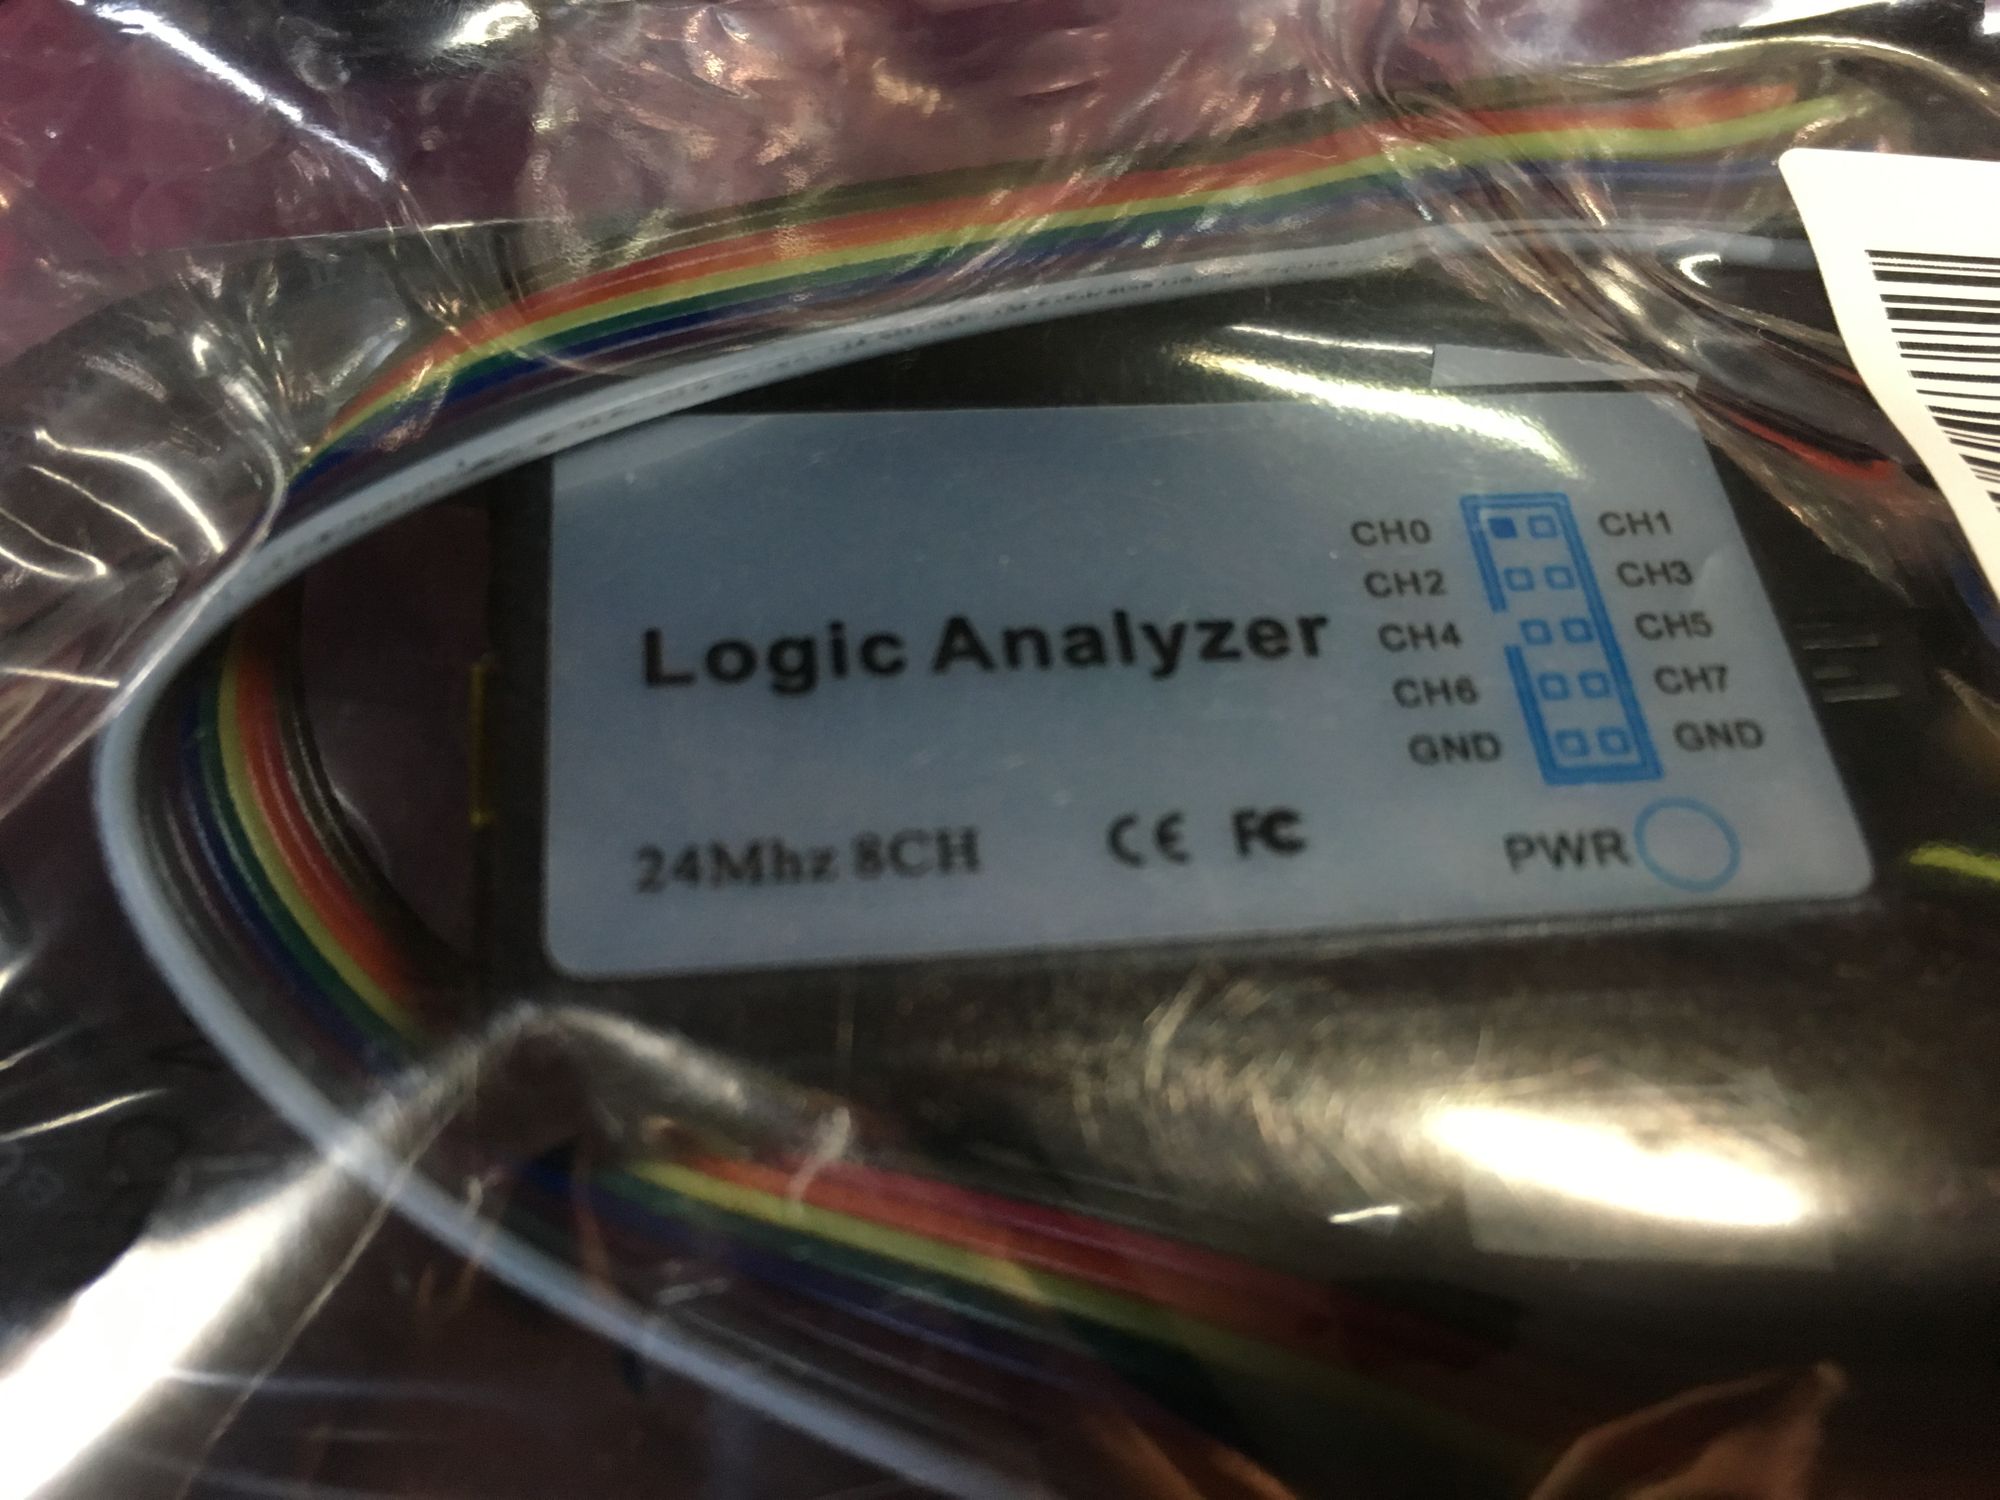 Logic Analyzer
CH0 CH1
CH2 CH3
CH4 CH5
CH6 CH7
GND GND
24Mhz 8CH CE FC PWR